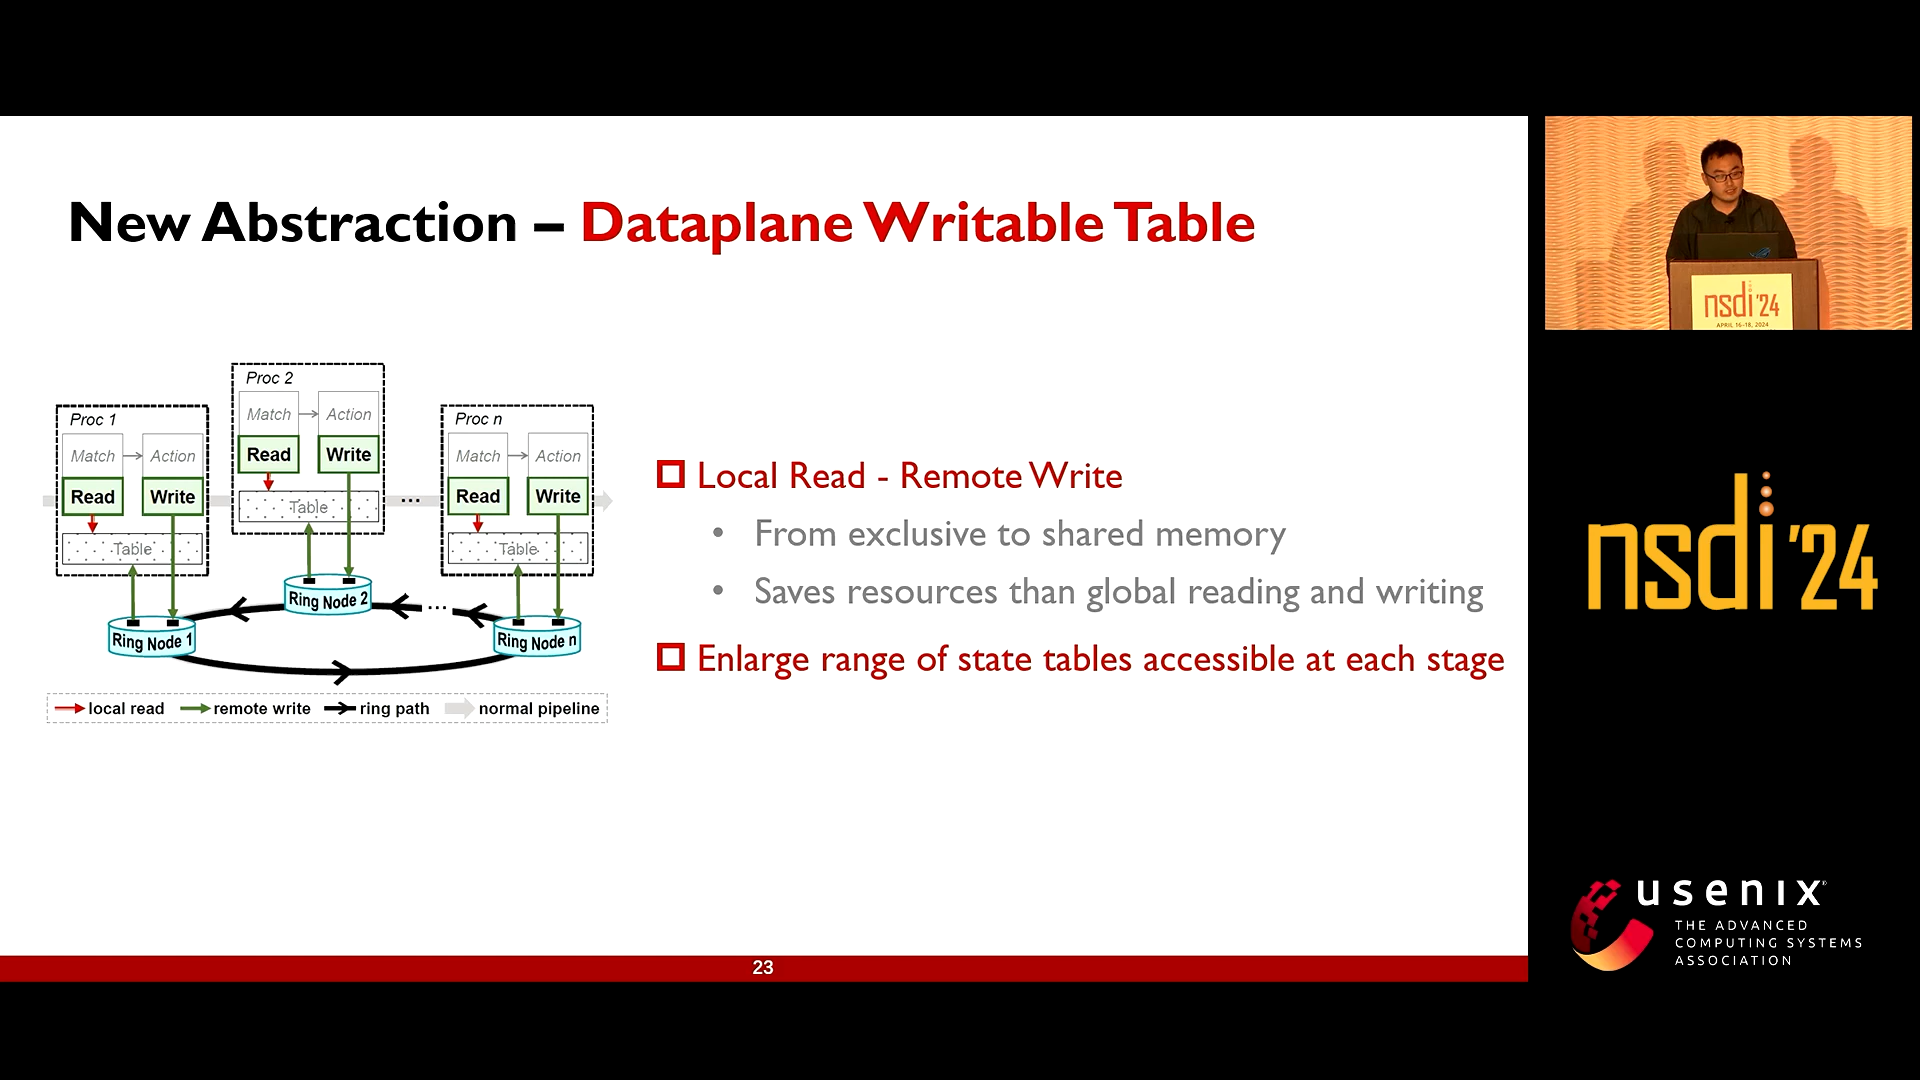 New Abstraction – Dataplane Writable Table
Proc 1
Match
Action
Read
Write
Table
Proc 2
Match
Action
Read
Write
Table
...
Proc n
Match
Action
Read
Write
Table
Ring Node 1
Ring Node 2
...
Ring Node n
local read
remote write
ring path
normal pipeline
Local Read - Remote Write
• From exclusive to shared memory
• Saves resources than global reading and writing
Enlarge range of state tables accessible at each stage
23
nsdi '24
APRIL 16-18, 2024
nsdi '24
usenix®
THE ADVANCED
COMPUTING SYSTEMS
ASSOCIATION